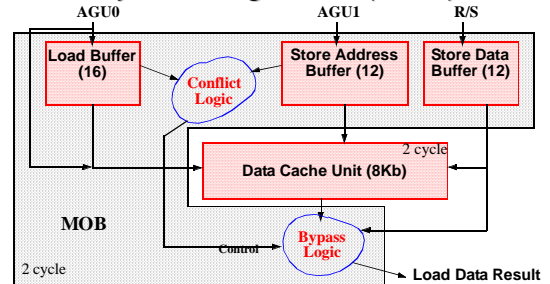 AGU0
AGU1
R/S
Load Buffer
(16)
Conflict
Logic
Store Address
Buffer (12)
Store Data
Buffer (12)
2 cycle
Data Cache Unit (8Kb)
MOB
Bypass
Logic
Control
2 cycle
Load Data Result